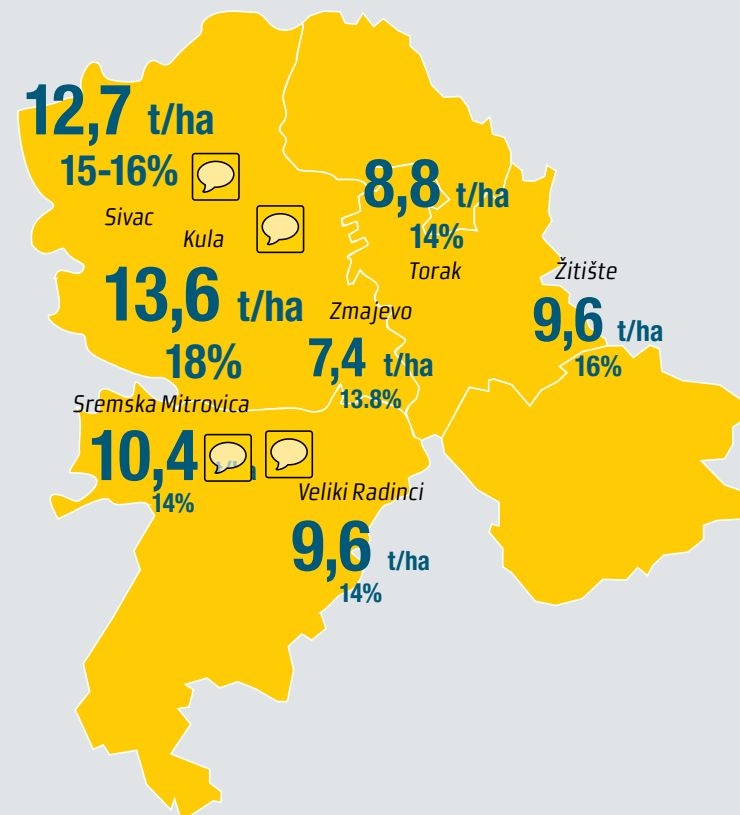 12,7 t/ha
15-16%
Sivac
Kula
13,6 t/ha
18%
8,8 t/ha
14%
Torak
Žitište
9,6 t/ha
16%
Zmajevo
7,4 t/ha
13.8%
Sremska Mitrovica
10,4
14%
Veliki Radinci
9,6 t/ha
14%